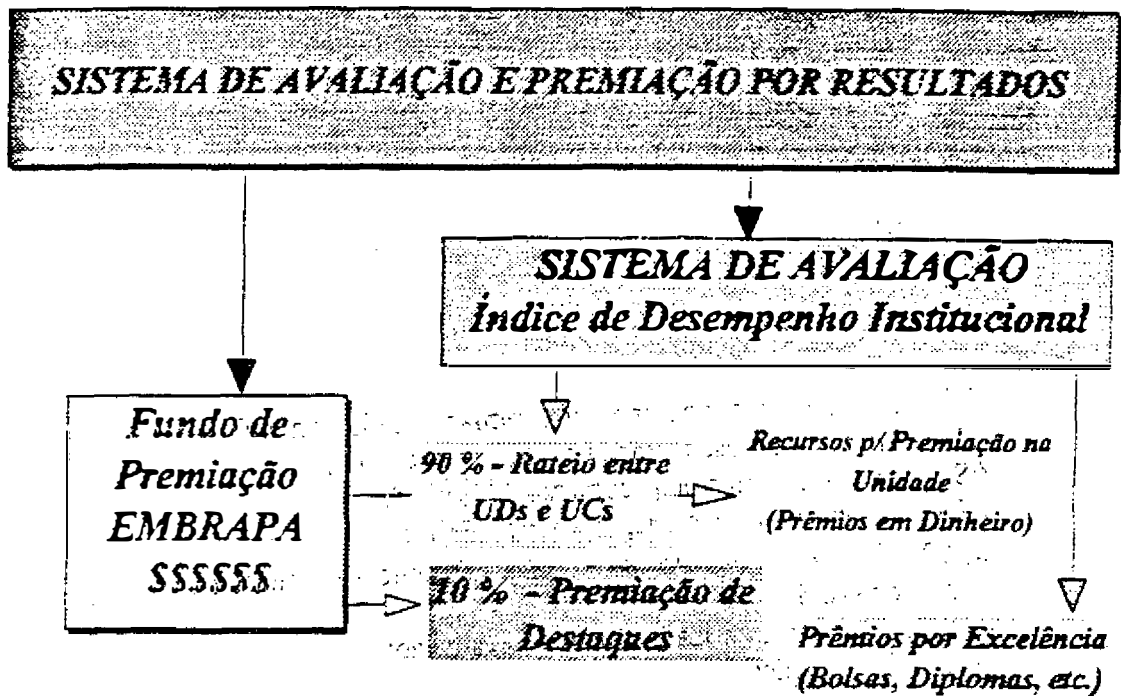 SISTEMA DE AVALIAÇÃO E PREMIAÇÃO POR RESULTADOS
SISTEMA DE AVALIAÇÃO
Índice de Desempenho Institucional
Fundo de
Premiação
EMBRAPA
$$$$$$
90 % - Rateio entre
UDs e UCs
Recursos p/ Premiação na
Unidade
(Prêmios em Dinheiro)
10 % - Premiação de
Destaques
Prêmios por Excelência
(Bolsas, Diplomas, etc.)